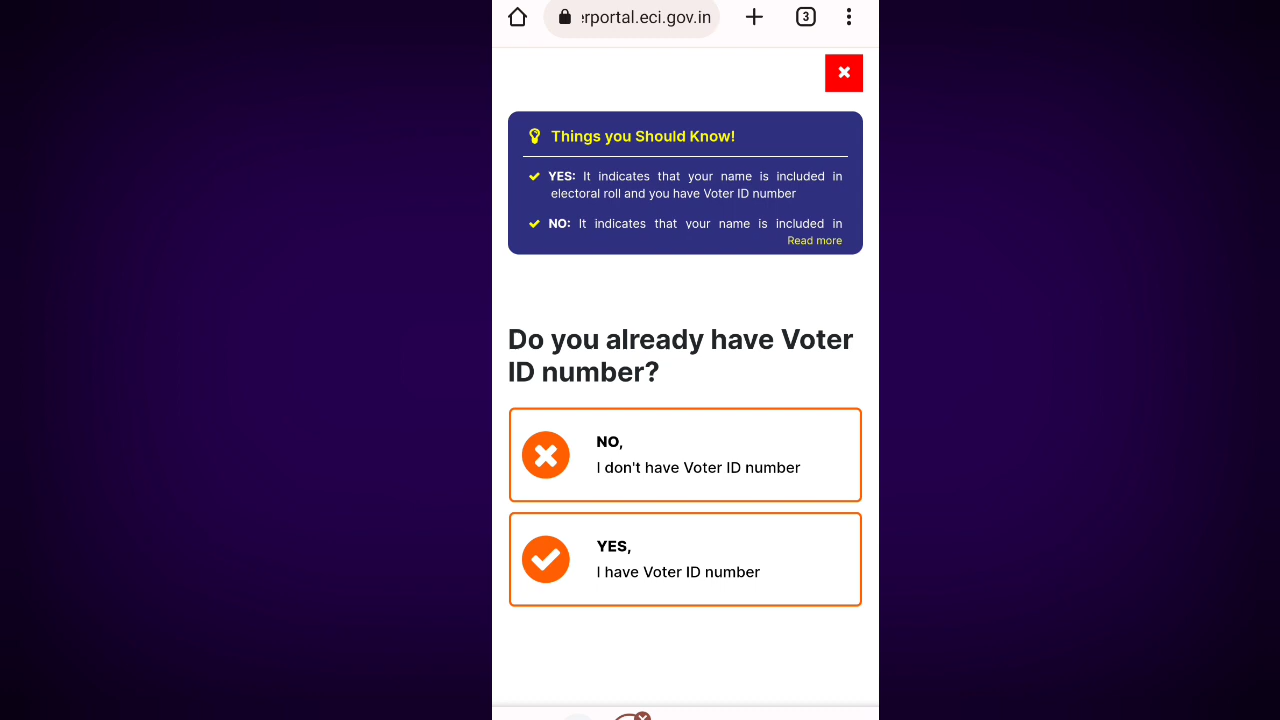 erportal.eci.gov.in
3
Things you Should Know!
YES: It indicates that your name is included in
electoral roll and you have Voter ID number
NO: It indicates that your name is included in
Read more
Do you already have Voter
ID number?
NO,
I don't have Voter ID number
YES,
I have Voter ID number